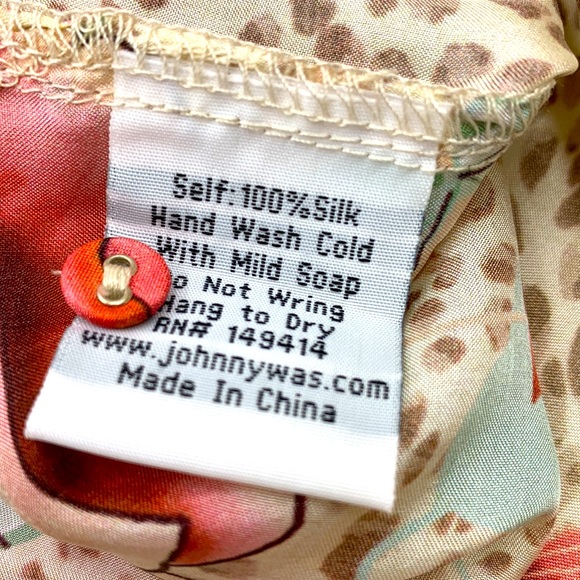 Self:100%Silk
Hand Wash Cold
With Mild Soap
Do Not Wring
Hang to Dry
RN# 149414
www.johnnywas.com
Made In China